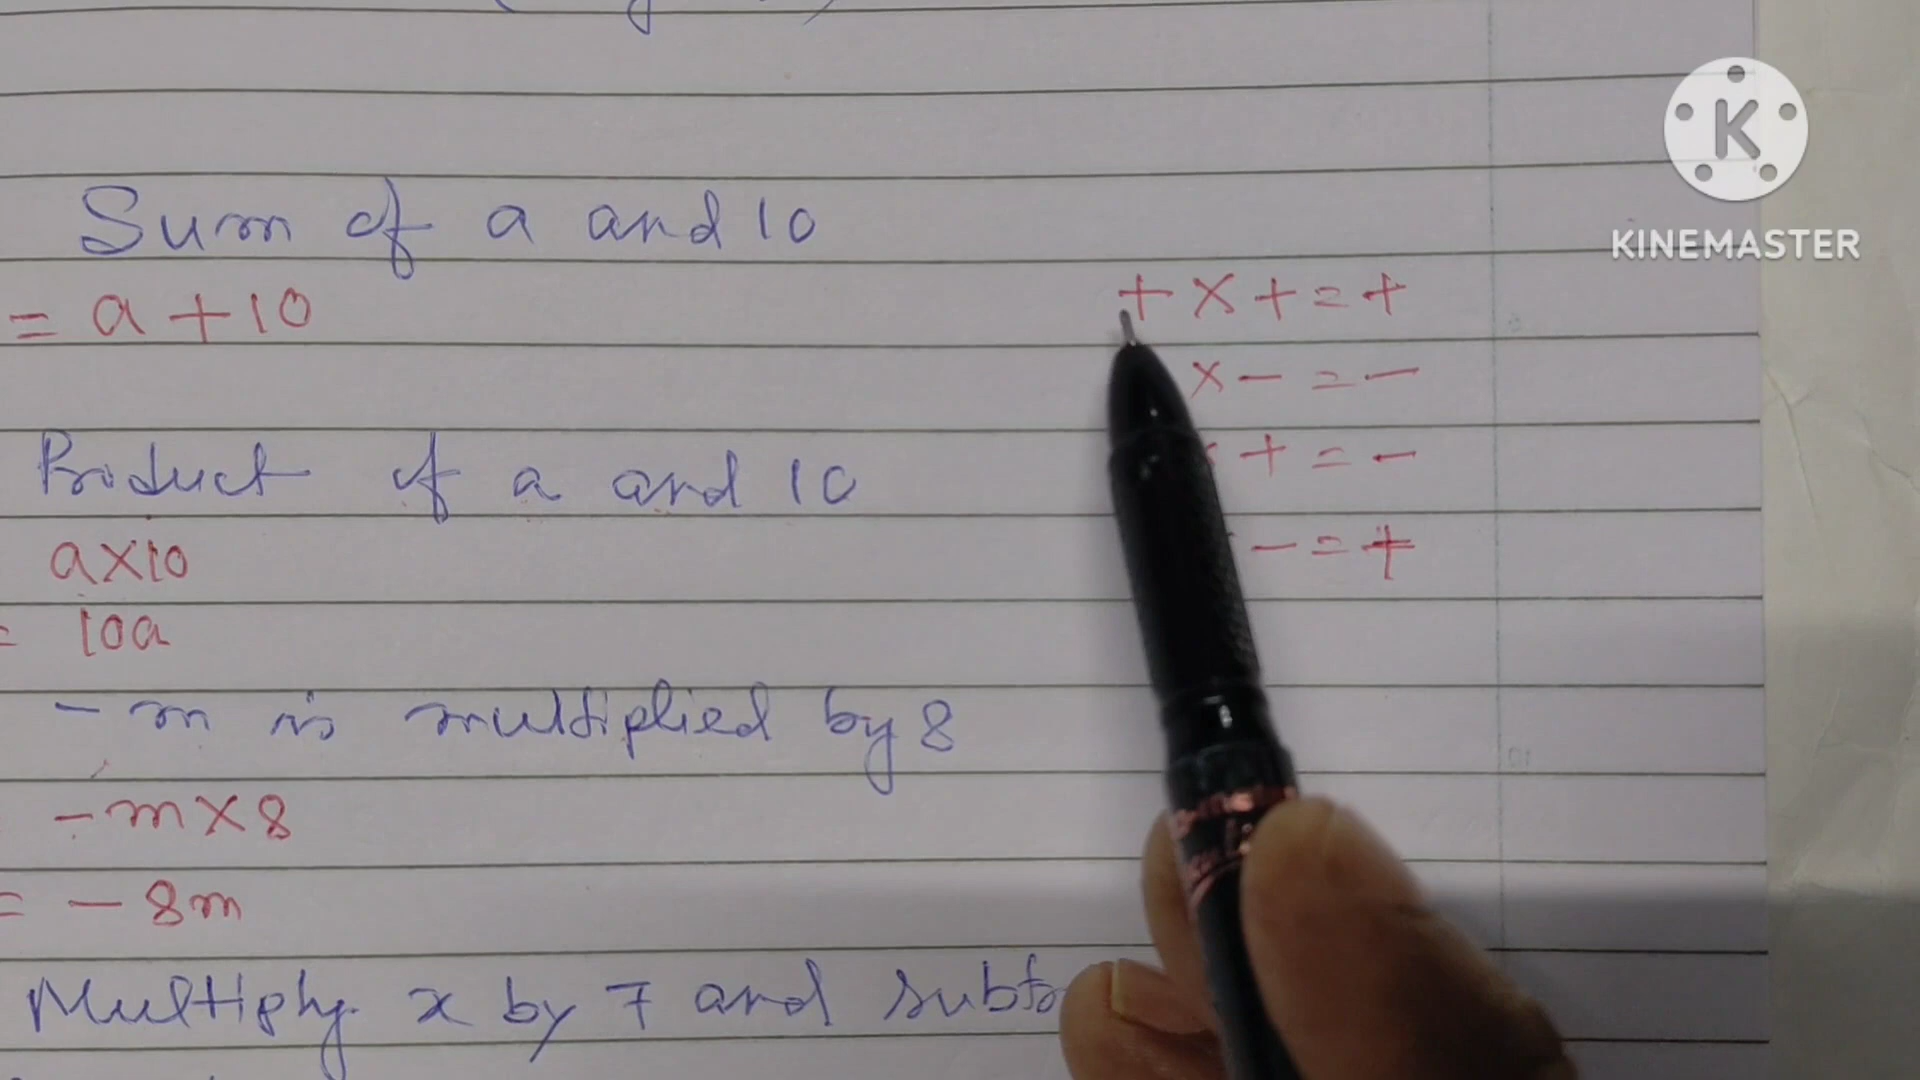 Sum of a and 10
= a + 10
+ × + = +
× - = -
Product of a and 10
+ = -
a×10
- = +
= 10a
- m is multiplied by 8
- m × 8
= - 8m
Multiply x by 7 and
K
KINEMASTER